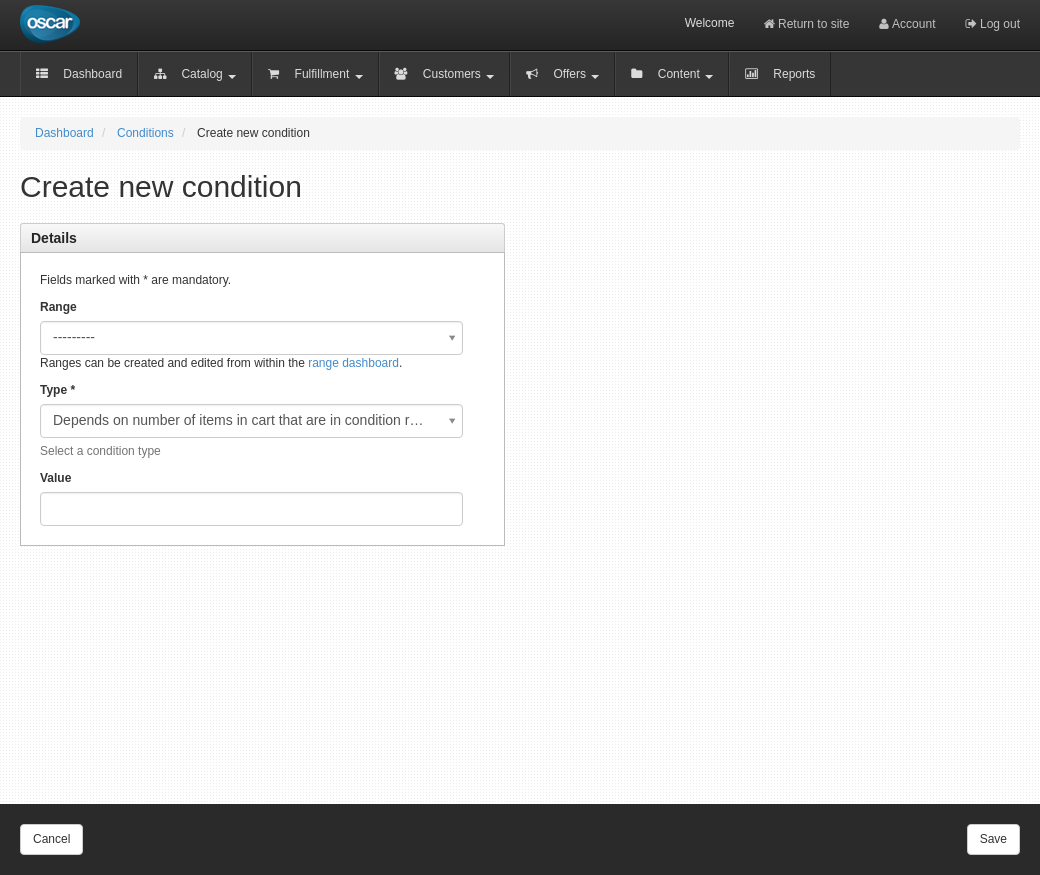 oscar
Welcome Return to site Account Log out
Dashboard Catalog Fulfillment Customers Offers Content Reports
Dashboard / Conditions / Create new condition
Create new condition
Details
Fields marked with * are mandatory.
Range
---------
Ranges can be created and edited from within the range dashboard.
Type *
Depends on number of items in cart that are in condition r…
Select a condition type
Value
Cancel Save